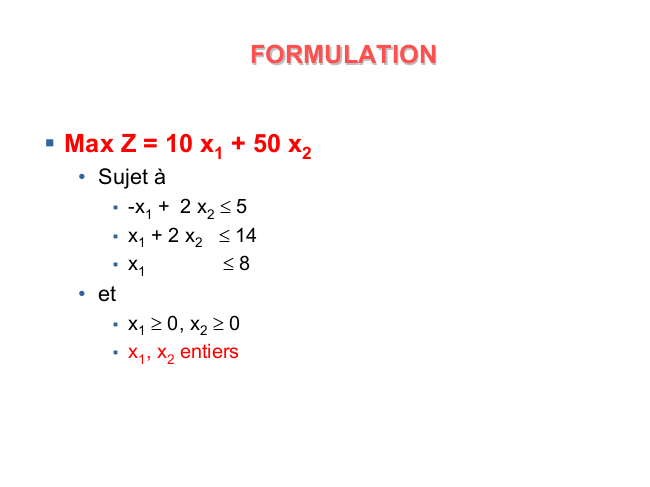 FORMULATION
▪ Max Z = 10 x₁ + 50 x₂
• Sujet à
▪ -x₁ + 2 x₂ ≤ 5
▪ x₁ + 2 x₂ ≤ 14
▪ x₁ ≤ 8
• et
▪ x₁ ≥ 0, x₂ ≥ 0
▪ x₁, x₂ entiers